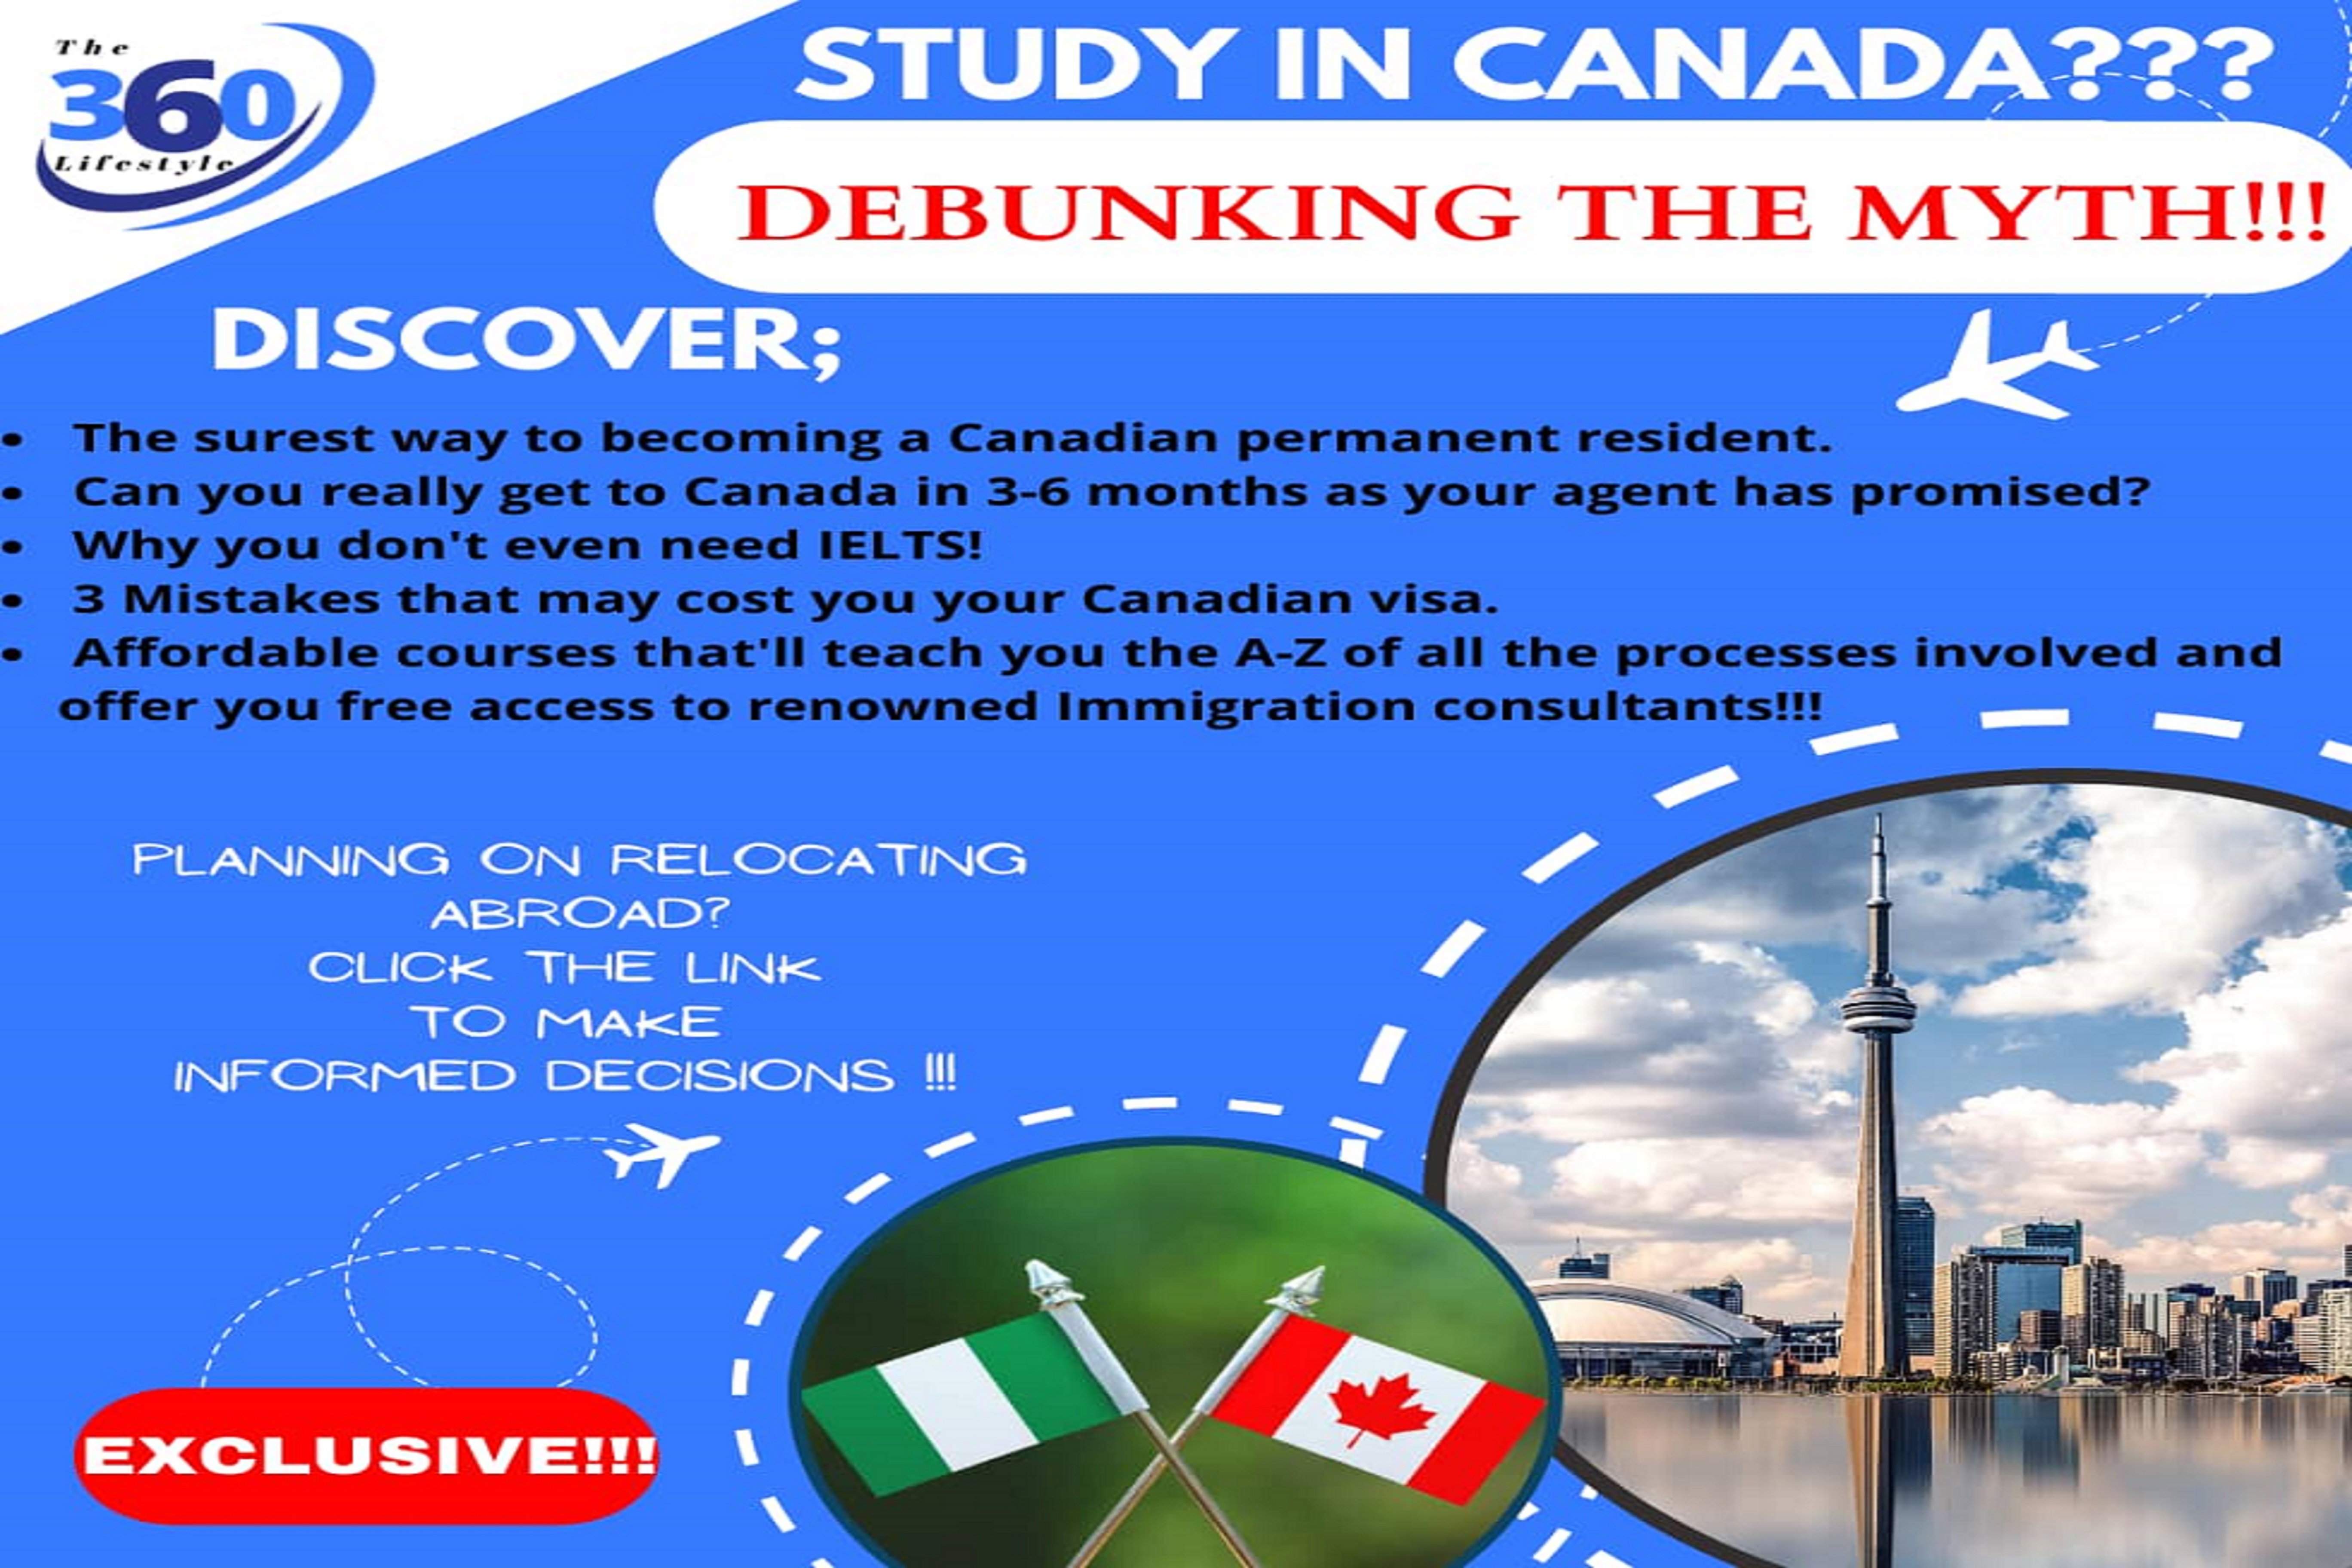 The
360
Lifestyle
STUDY IN CANADA???
DEBUNKING THE MYTH!!!
DISCOVER;
• The surest way to becoming a Canadian permanent resident.
• Can you really get to Canada in 3-6 months as your agent has promised?
• Why you don't even need IELTS!
• 3 Mistakes that may cost you your Canadian visa.
• Affordable courses that'll teach you the A-Z of all the processes involved and
offer you free access to renowned Immigration consultants!!!
PLANNING ON RELOCATING
ABROAD?
CLICK THE LINK
TO MAKE
INFORMED DECISIONS !!!
EXCLUSIVE!!!